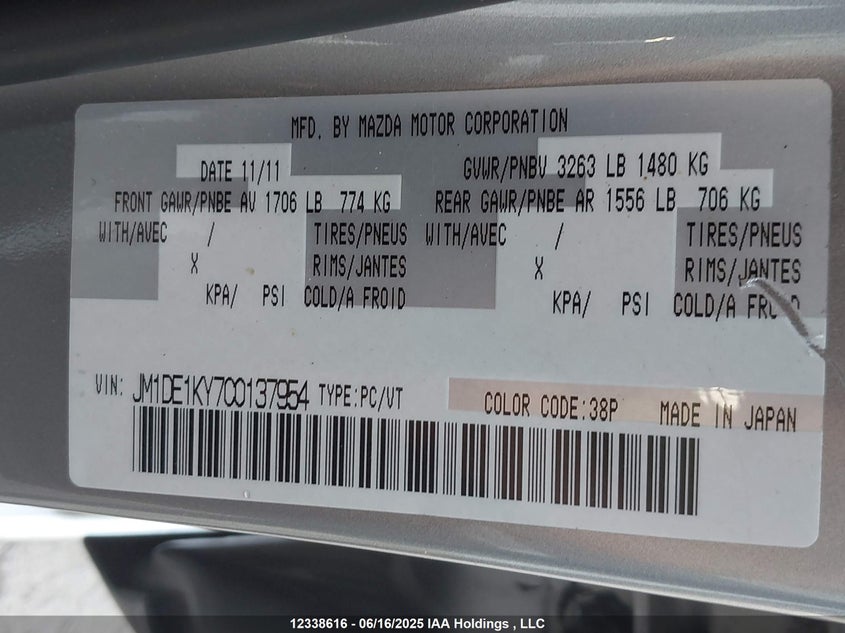 MFD. BY MAZDA MOTOR CORPORATION
DATE 11/11 GVWR/PNBV 3263 LB 1480 KG
FRONT GAWR/PNBE AV 1706 LB 774 KG REAR GAWR/PNBE AR 1556 LB 706 KG
WITH/AVEC / TIRES/PNEUS WITH/AVEC / TIRES/PNEUS
X RIMS/JANTES X RIMS/JANTES
KPA/ PSI COLD/A FROID KPA/ PSI COLD/A FROID
VIN: JM1DE1KY7C0137954 TYPE:PC/VT COLOR CODE:38P MADE IN JAPAN
12338616 - 06/16/2025 IAA Holdings , LLC